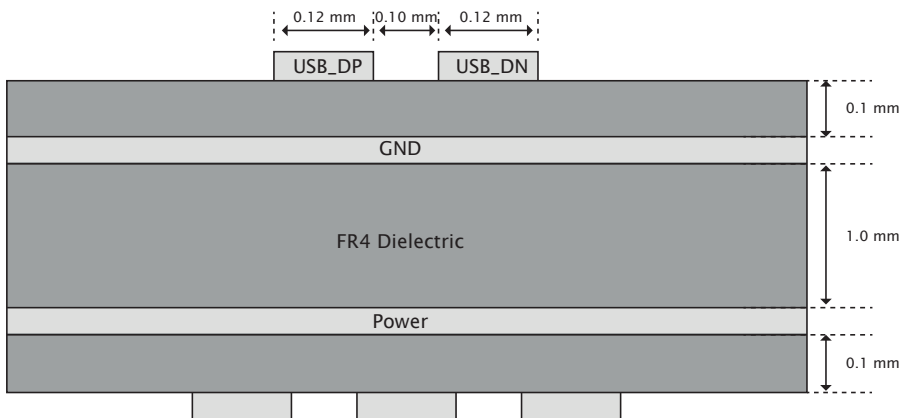 0.12 mm 0.10 mm 0.12 mm
USB_DP USB_DN
0.1 mm
GND
1.0 mm
FR4 Dielectric
Power
0.1 mm